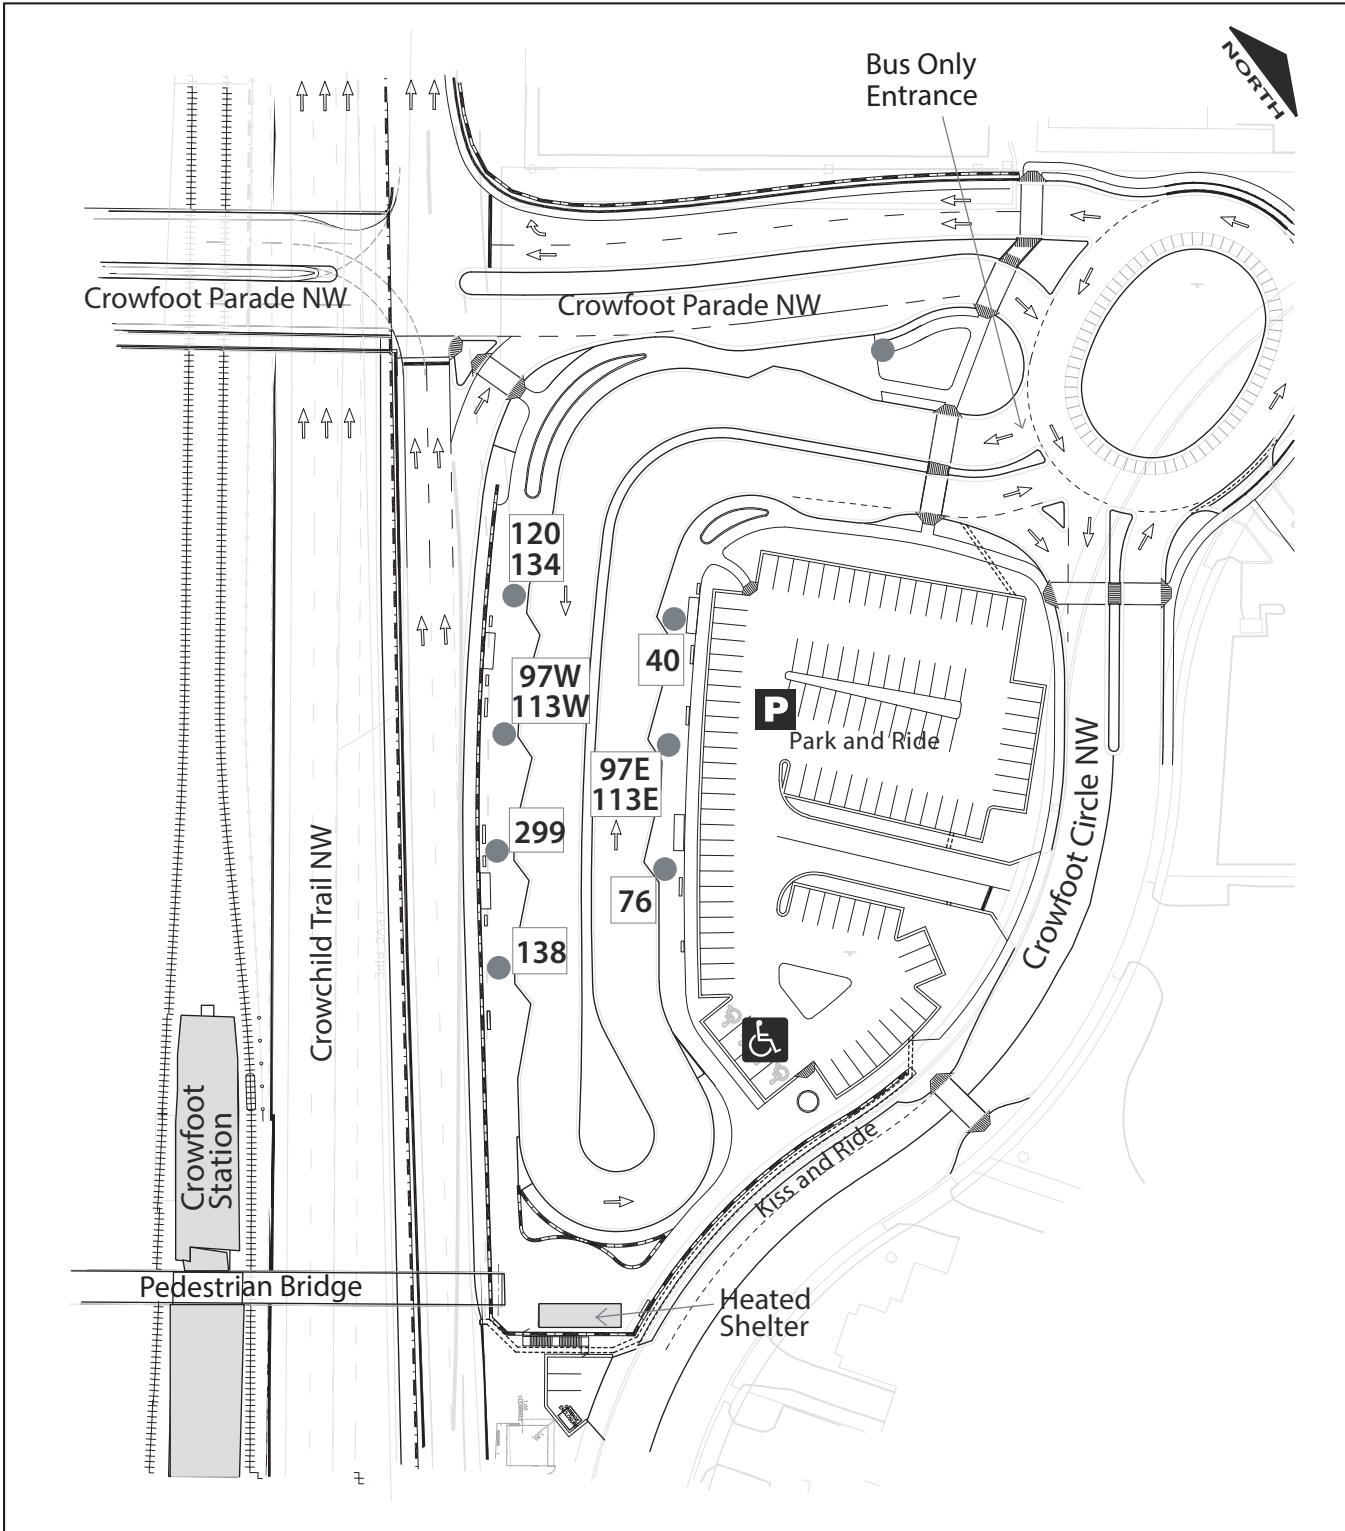 Bus Only
Entrance
NORTH
Crowfoot Parade NW
Crowfoot Parade NW
120
134
40
97W
113W
P
Park and Ride
97E
113E
299
76
138
Crowchild Trail NW
Crowfoot Circle NW
Crowfoot
Station
Kiss and Ride
Pedestrian Bridge
Heated
Shelter